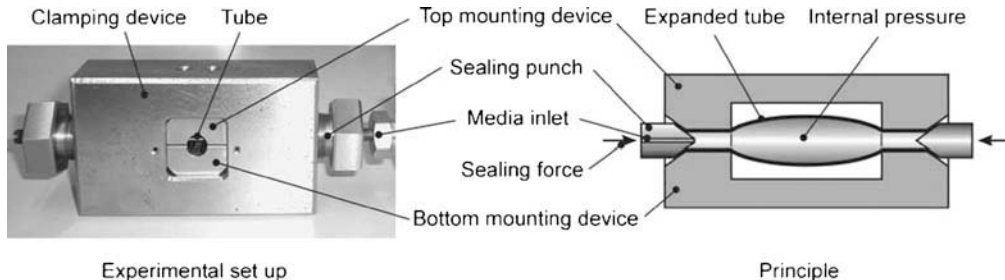 Clamping device
Tube
Top mounting device
Expanded tube
Internal pressure
Sealing punch
Media inlet
Sealing force
Bottom mounting device
Experimental set up
Principle